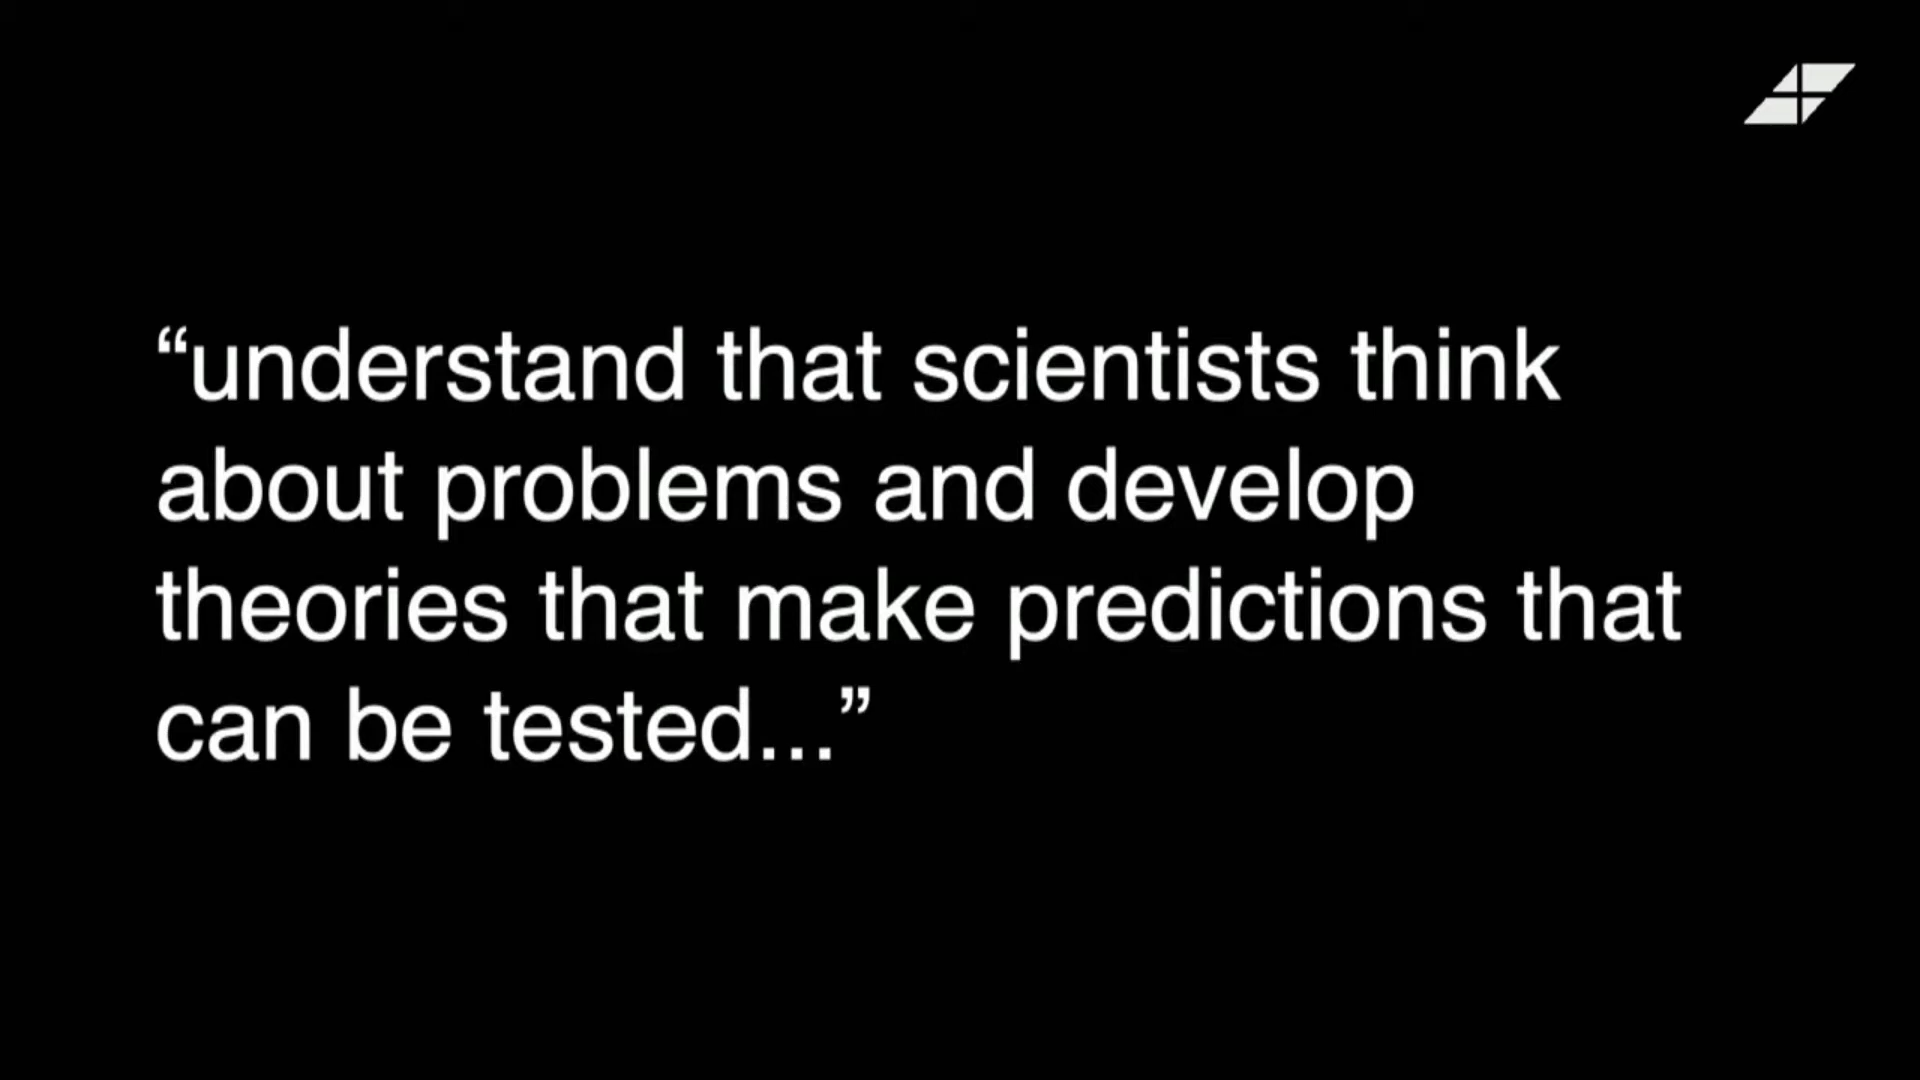 “understand that scientists think
about problems and develop
theories that make predictions that
can be tested...”